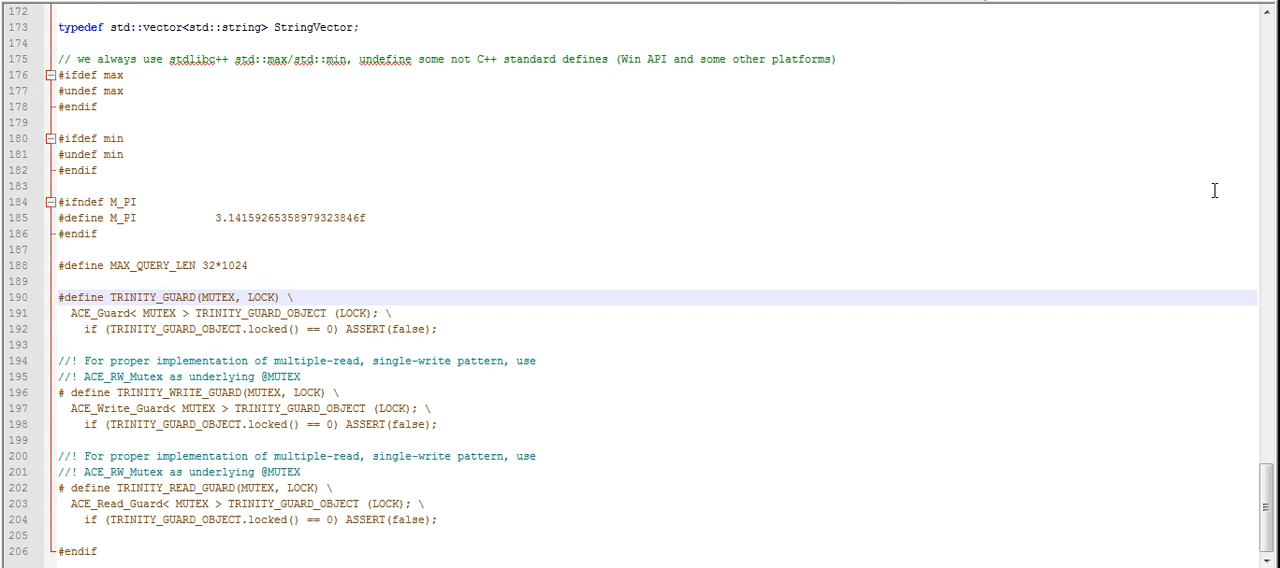 172
173 typedef std::vector<std::string> StringVector;
174
175 // we always use stdlibc++ std::max/std::min, undefine some not C++ standard defines (Win API and some other platforms)
176 #ifdef max
177 #undef max
178 #endif
179
180 #ifdef min
181 #undef min
182 #endif
183
184 #ifndef M_PI
185 #define M_PI            3.14159265358979323846f
186 #endif
187
188 #define MAX_QUERY_LEN 32*1024
189
190 #define TRINITY_GUARD(MUTEX, LOCK) \
191   ACE_Guard< MUTEX > TRINITY_GUARD_OBJECT (LOCK); \
192     if (TRINITY_GUARD_OBJECT.locked() == 0) ASSERT(false);
193
194 //! For proper implementation of multiple-read, single-write pattern, use
195 //! ACE_RW_Mutex as underlying @MUTEX
196 # define TRINITY_WRITE_GUARD(MUTEX, LOCK) \
197   ACE_Write_Guard< MUTEX > TRINITY_GUARD_OBJECT (LOCK); \
198     if (TRINITY_GUARD_OBJECT.locked() == 0) ASSERT(false);
199
200 //! For proper implementation of multiple-read, single-write pattern, use
201 //! ACE_RW_Mutex as underlying @MUTEX
202 # define TRINITY_READ_GUARD(MUTEX, LOCK) \
203   ACE_Read_Guard< MUTEX > TRINITY_GUARD_OBJECT (LOCK); \
204     if (TRINITY_GUARD_OBJECT.locked() == 0) ASSERT(false);
205
206 #endif